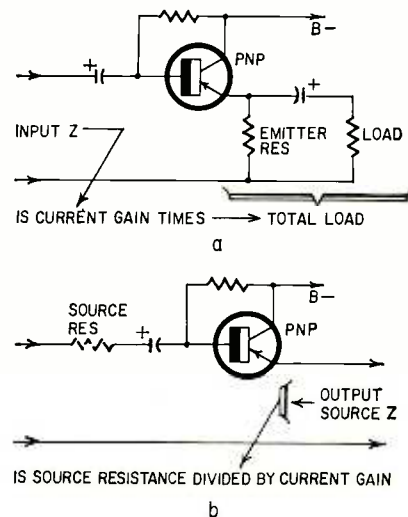 B-
PNP
+
+
INPUT Z
EMITTER
RES
LOAD
IS CURRENT GAIN TIMES → TOTAL LOAD
a
SOURCE
RES
+
B-
PNP
OUTPUT
SOURCE Z
IS SOURCE RESISTANCE DIVIDED BY CURRENT GAIN
b